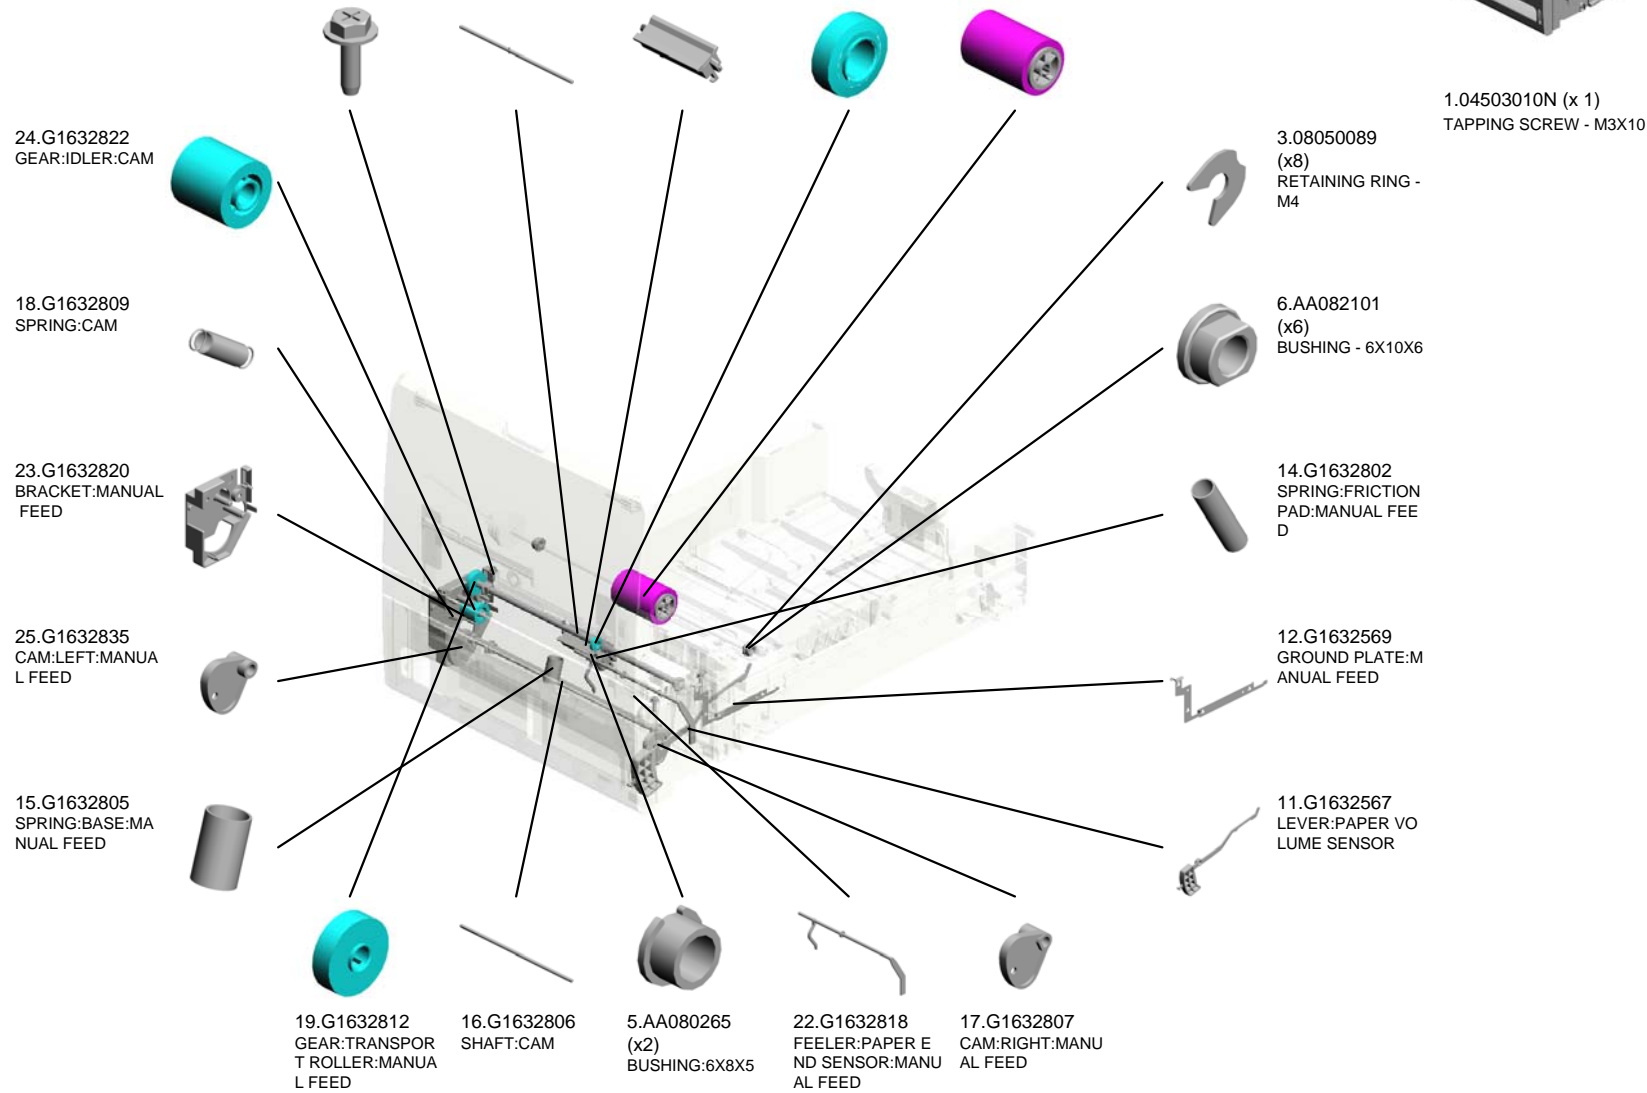 1.04503010N (x 1)
TAPPING SCREW - M3X10
24.G1632822
GEAR:IDLER:CAM
3.08050089
(x8)
RETAINING RING -
M4
18.G1632809
SPRING:CAM
6.AA082101
(x6)
BUSHING - 6X10X6
23.G1632820
BRACKET:MANUAL
FEED
14.G1632802
SPRING:FRICTION
PAD:MANUAL FEE
D
25.G1632835
CAM:LEFT:MANUA
L FEED
12.G1632569
GROUND PLATE:M
ANUAL FEED
15.G1632805
SPRING:BASE:MA
NUAL FEED
11.G1632567
LEVER:PAPER VO
LUME SENSOR
19.G1632812
GEAR:TRANSPOR
T ROLLER:MANUA
L FEED
16.G1632806
SHAFT:CAM
5.AA080265
(x2)
BUSHING:6X8X5
22.G1632818
FEELER:PAPER E
ND SENSOR:MANU
AL FEED
17.G1632807
CAM:RIGHT:MANU
AL FEED